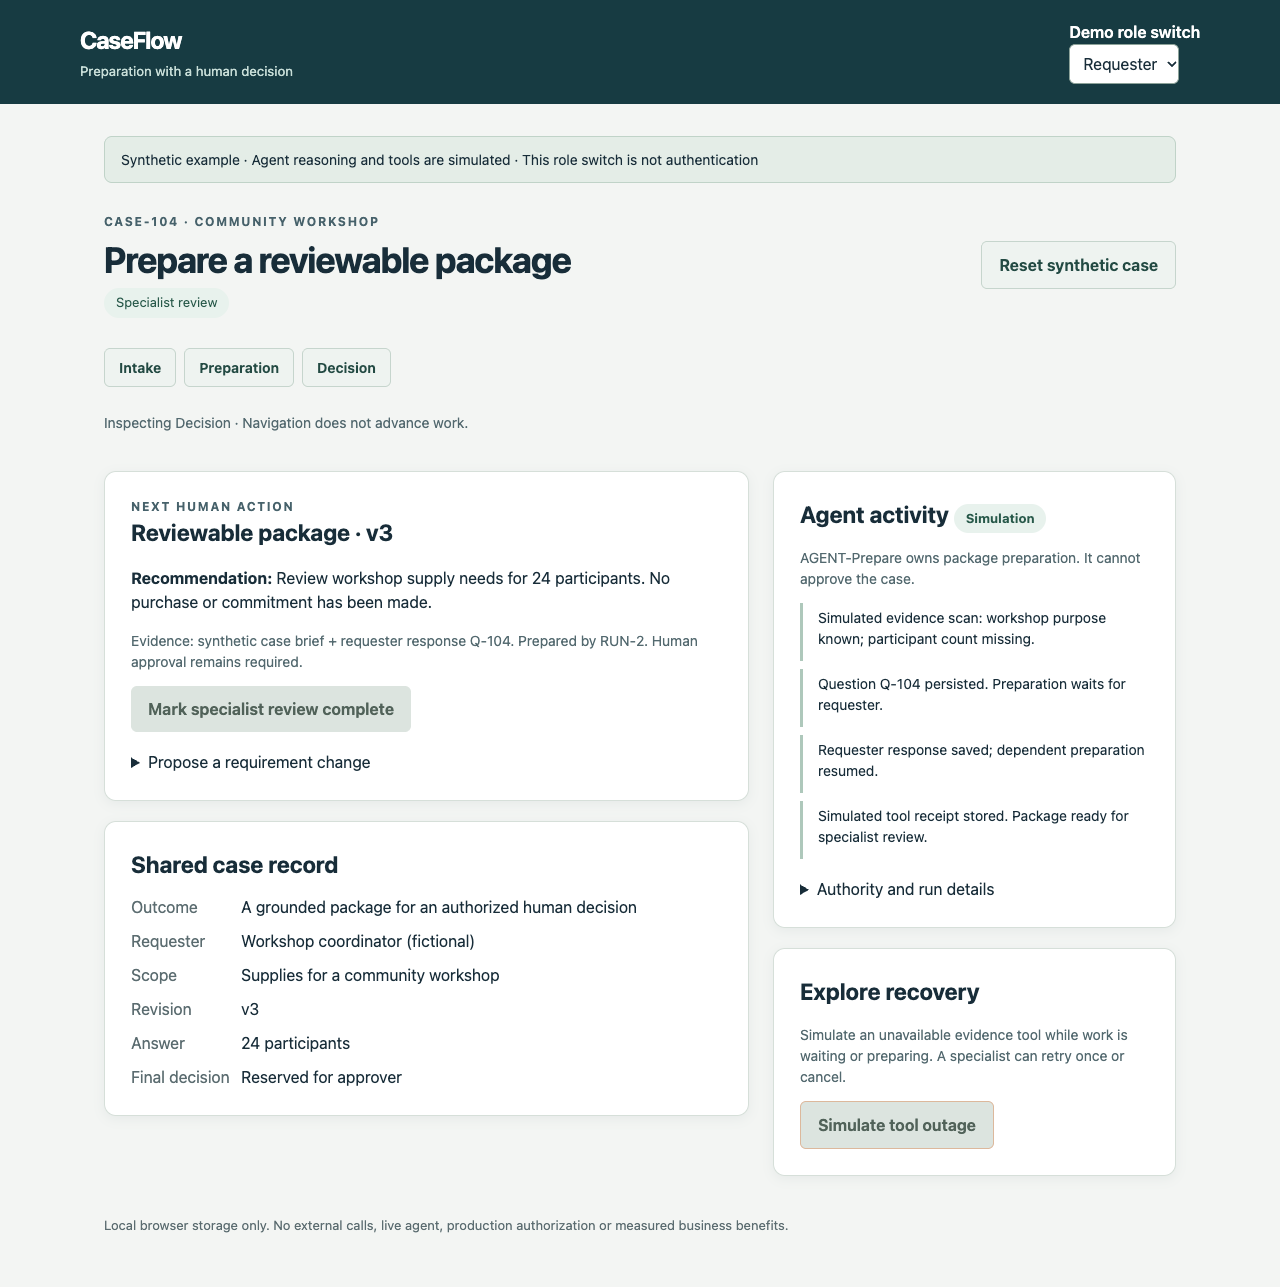 CaseFlow
Preparation with a human decision
Demo role switch
Requester
Synthetic example · Agent reasoning and tools are simulated · This role switch is not authentication
CASE-104 · COMMUNITY WORKSHOP
Prepare a reviewable package
Specialist review
Reset synthetic case
Intake
Preparation
Decision
Inspecting Decision · Navigation does not advance work.
NEXT HUMAN ACTION
Reviewable package · v3
Recommendation: Review workshop supply needs for 24 participants. No
purchase or commitment has been made.
Evidence: synthetic case brief + requester response Q-104. Prepared by RUN-2. Human
approval remains required.
Mark specialist review complete
Propose a requirement change
Shared case record
Outcome A grounded package for an authorized human decision
Requester Workshop coordinator (fictional)
Scope Supplies for a community workshop
Revision v3
Answer 24 participants
Final decision Reserved for approver
Agent activity Simulation
AGENT-Prepare owns package preparation. It cannot
approve the case.
Simulated evidence scan: workshop purpose
known; participant count missing.
Question Q-104 persisted. Preparation waits for
requester.
Requester response saved; dependent preparation
resumed.
Simulated tool receipt stored. Package ready for
specialist review.
Authority and run details
Explore recovery
Simulate an unavailable evidence tool while work is
waiting or preparing. A specialist can retry once or
cancel.
Simulate tool outage
Local browser storage only. No external calls, live agent, production authorization or measured business benefits.